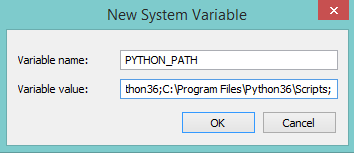 New System Variable
Variable name: PYTHON_PATH
Variable value: thon36;C:\Program Files\Python36\Scripts;
OK Cancel